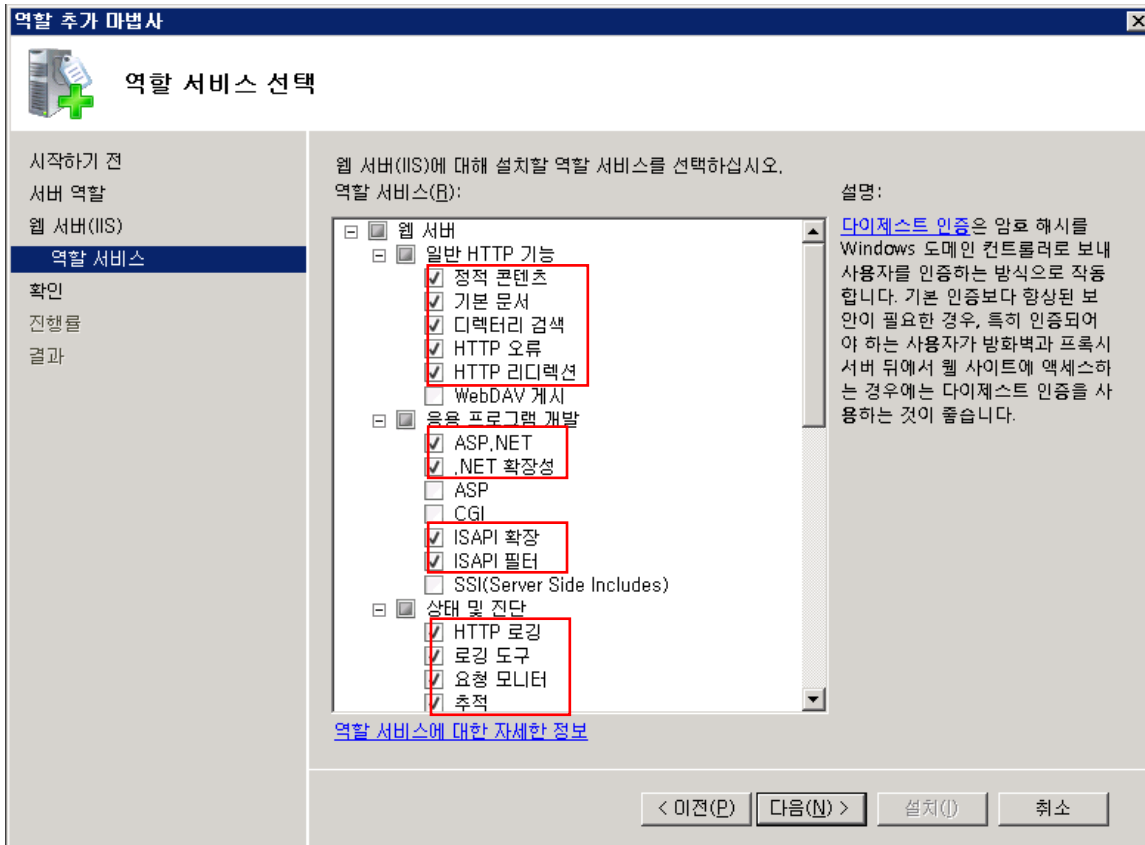 역할 추가 마법사
역할 서비스 선택
시작하기 전
서버 역할
웹 서버(IIS)
역할 서비스
확인
진행률
결과
웹 서버(IIS)에 대해 설치할 역할 서비스를 선택하십시오.
역할 서비스(R):
웹 서버
일반 HTTP 기능
정적 콘텐츠
기본 문서
디렉터리 검색
HTTP 오류
HTTP 리디렉션
WebDAV 게시
응용 프로그램 개발
ASP.NET
.NET 확장성
ASP
CGI
ISAPI 확장
ISAPI 필터
SSI(Server Side Includes)
상태 및 진단
HTTP 로깅
로깅 도구
요청 모니터
추적
역할 서비스에 대한 자세한 정보
설명:
다이제스트 인증은 암호 해시를
Windows 도메인 컨트롤러로 보내
사용자를 인증하는 방식으로 작동
합니다. 기본 인증보다 향상된 보
안이 필요한 경우, 특히 인증되어
야 하는 사용자가 방화벽과 프록시
서버 뒤에서 웹 사이트에 액세스하
는 경우에는 다이제스트 인증을 사
용하는 것이 좋습니다.
< 이전(P)
다음(N) >
설치(I)
취소